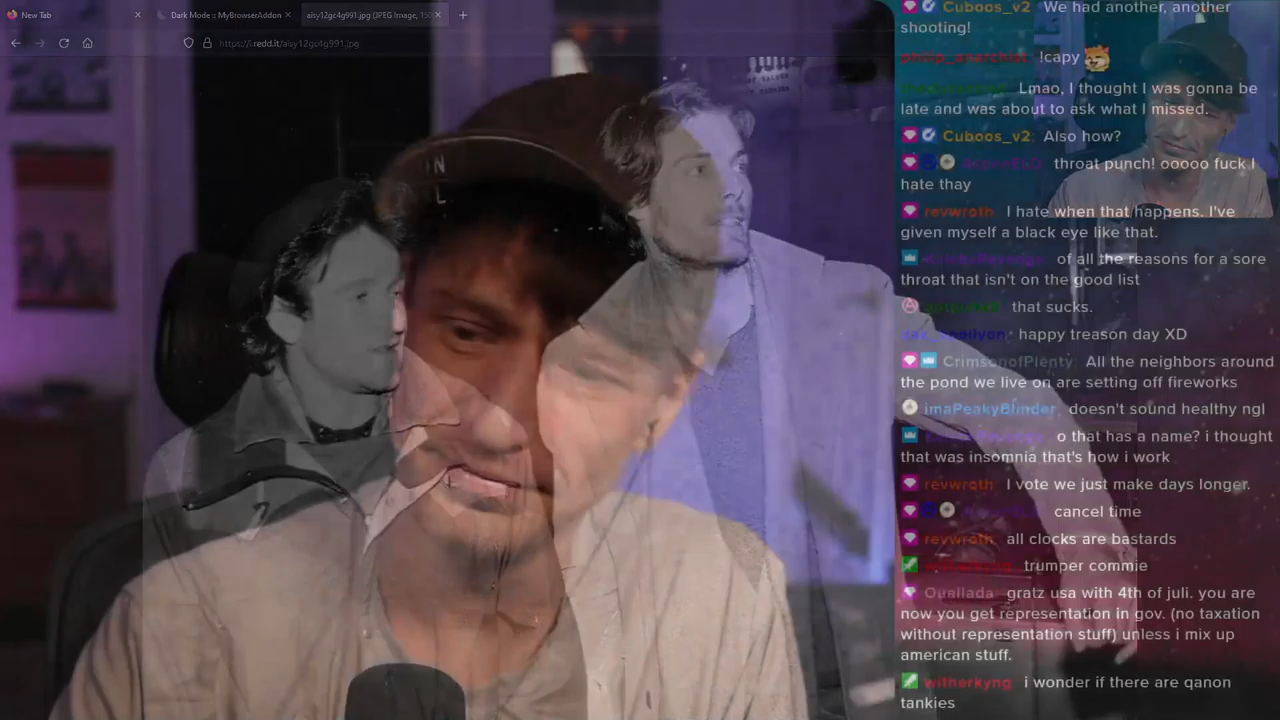 New Tab
Dark Mode :: MyBrowserAddon
aisy12gc4g991.jpg (JPEG Image, 150
https://i.redd.it/aisy12gc4g991.jpg
Cuboos_v2: We had another, another
shooting!
philip_anarchist: !capy
Lmao, I thought I was gonna be
late and was about to ask what I missed.
Cuboos_v2: Also how?
throat punch! ooooo fuck I
hate thay
revwroth: I hate when that happens. I've
given myself a black eye like that.
of all the reasons for a sore
throat that isn't on the good list
that sucks.
happy treason day XD
CrimsonofPlenty: All the neighbors around
the pond we live on are setting off fireworks
imaPeakyBlinder: doesn't sound healthy ngl
o that has a name? i thought
that was insomnia that's how i work
revwroth: I vote we just make days longer.
cancel time
revwroth: all clocks are bastards
witherkyng: trumper commie
Ouallada: gratz usa with 4th of juli. you are
now you get representation in gov. (no taxation
without representation stuff) unless i mix up
american stuff.
witherkyng: i wonder if there are qanon
tankies